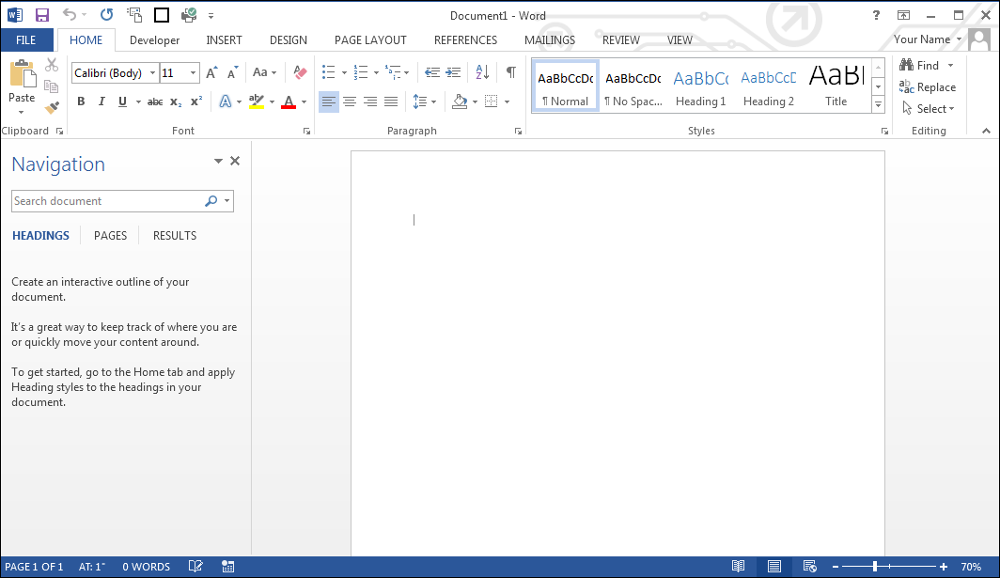 Document1 - Word
?
FILE HOME Developer INSERT DESIGN PAGE LAYOUT REFERENCES MAILINGS REVIEW VIEW Your Name
Paste
Calibri (Body) 11 A A Aa
B I U abc X₂ X² A ab A
A Z
AaBbCcDc AaBbCcDc AaBbCc AaBbCcD AaBl
¶ Normal ¶ No Spac... Heading 1 Heading 2 Title
Find
Replace
Select
Clipboard Font Paragraph Styles Editing
Navigation
Search document
HEADINGS PAGES RESULTS
Create an interactive outline of your
document.
It's a great way to keep track of where you are
or quickly move your content around.
To get started, go to the Home tab and apply
Heading styles to the headings in your
document.
PAGE 1 OF 1 AT: 1" 0 WORDS 70%